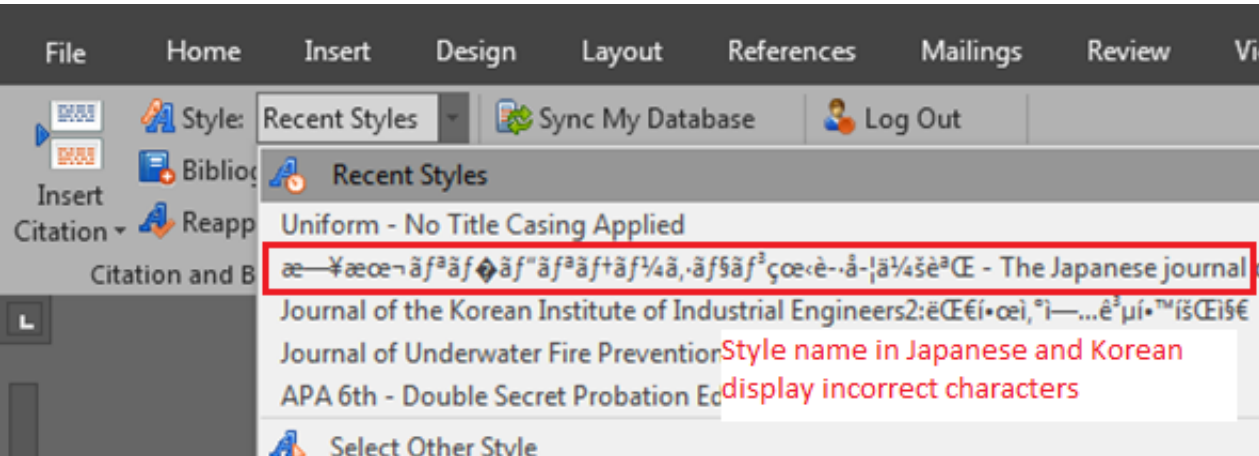 File Home Insert Design Layout References Mailings Review Vi
Style: Recent Styles Sync My Database Log Out
Insert
Citation
Bibliog
Reapp
Citation and B
Recent Styles
Uniform - No Title Casing Applied
- The Japanese journal
Journal of the Korean Institute of Industrial Engineers2:
Journal of Underwater Fire Prevention
APA 6th - Double Secret Probation Ed
Select Other Style
Style name in Japanese and Korean
display incorrect characters